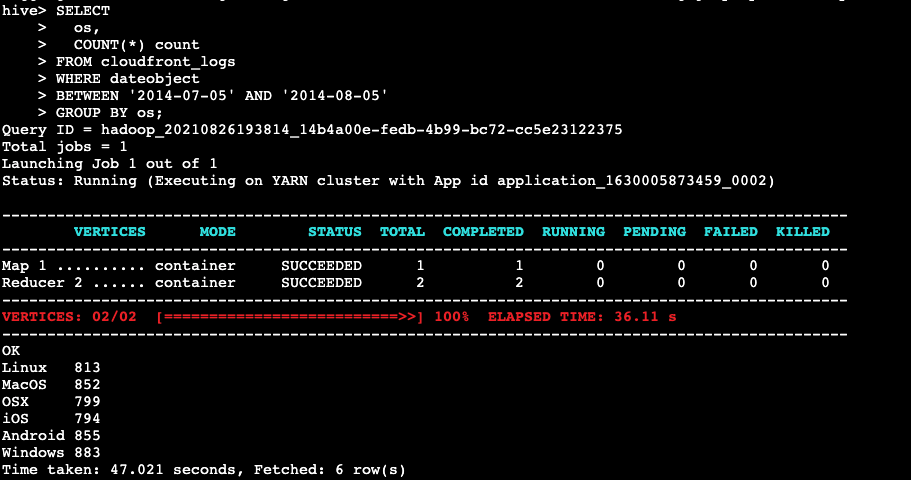 hive> SELECT
    >   os,
    >   COUNT(*) count
    > FROM cloudfront_logs
    > WHERE dateobject
    > BETWEEN '2014-07-05' AND '2014-08-05'
    > GROUP BY os;
Query ID = hadoop_20210826193814_14b4a00e-fedb-4b99-bc72-cc5e23122375
Total jobs = 1
Launching Job 1 out of 1
Status: Running (Executing on YARN cluster with App id application_1630005873459_0002)
----------------------------------------------------------------------------------------------
        VERTICES      MODE        STATUS  TOTAL  COMPLETED  RUNNING  PENDING  FAILED  KILLED
----------------------------------------------------------------------------------------------
Map 1 .......... container     SUCCEEDED      1          1        0        0       0       0
Reducer 2 ...... container     SUCCEEDED      2          2        0        0       0       0
----------------------------------------------------------------------------------------------
VERTICES: 02/02  [==========================>>] 100%  ELAPSED TIME: 36.11 s
----------------------------------------------------------------------------------------------
OK
Linux   813
MacOS   852
OSX     799
iOS     794
Android 855
Windows 883
Time taken: 47.021 seconds, Fetched: 6 row(s)